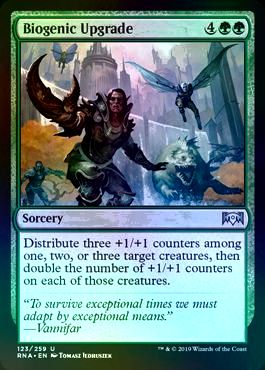 Biogenic Upgrade 4
Sorcery
Distribute three +1/+1 counters among
one, two, or three target creatures, then
double the number of +1/+1 counters
on each of those creatures.
“To survive exceptional times we must
adapt by exceptional means.”
—Vannifar
123/259 U
RNA • EN Tomasz Jedruszek
™ & © 2019 Wizards of the Coast